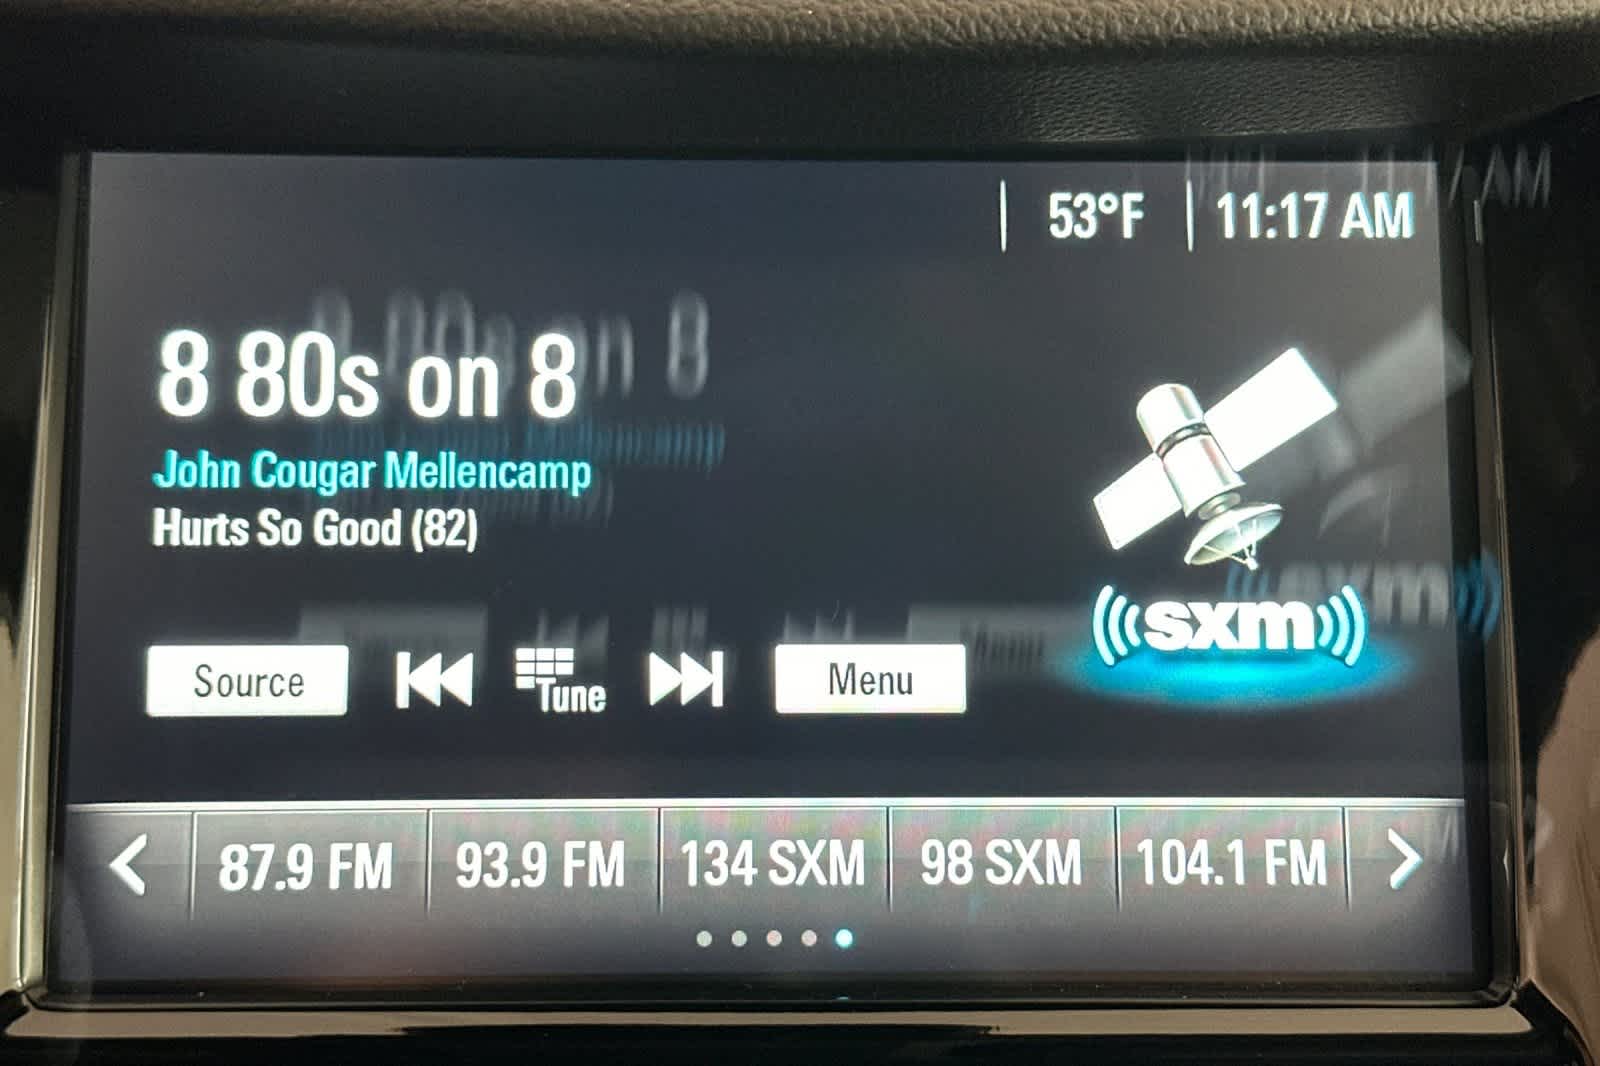 53°F 11:17 AM
8 80s on 8
John Cougar Mellencamp
Hurts So Good (82)
sxm
Source Tune Menu
87.9 FM 93.9 FM 134 SXM 98 SXM 104.1 FM